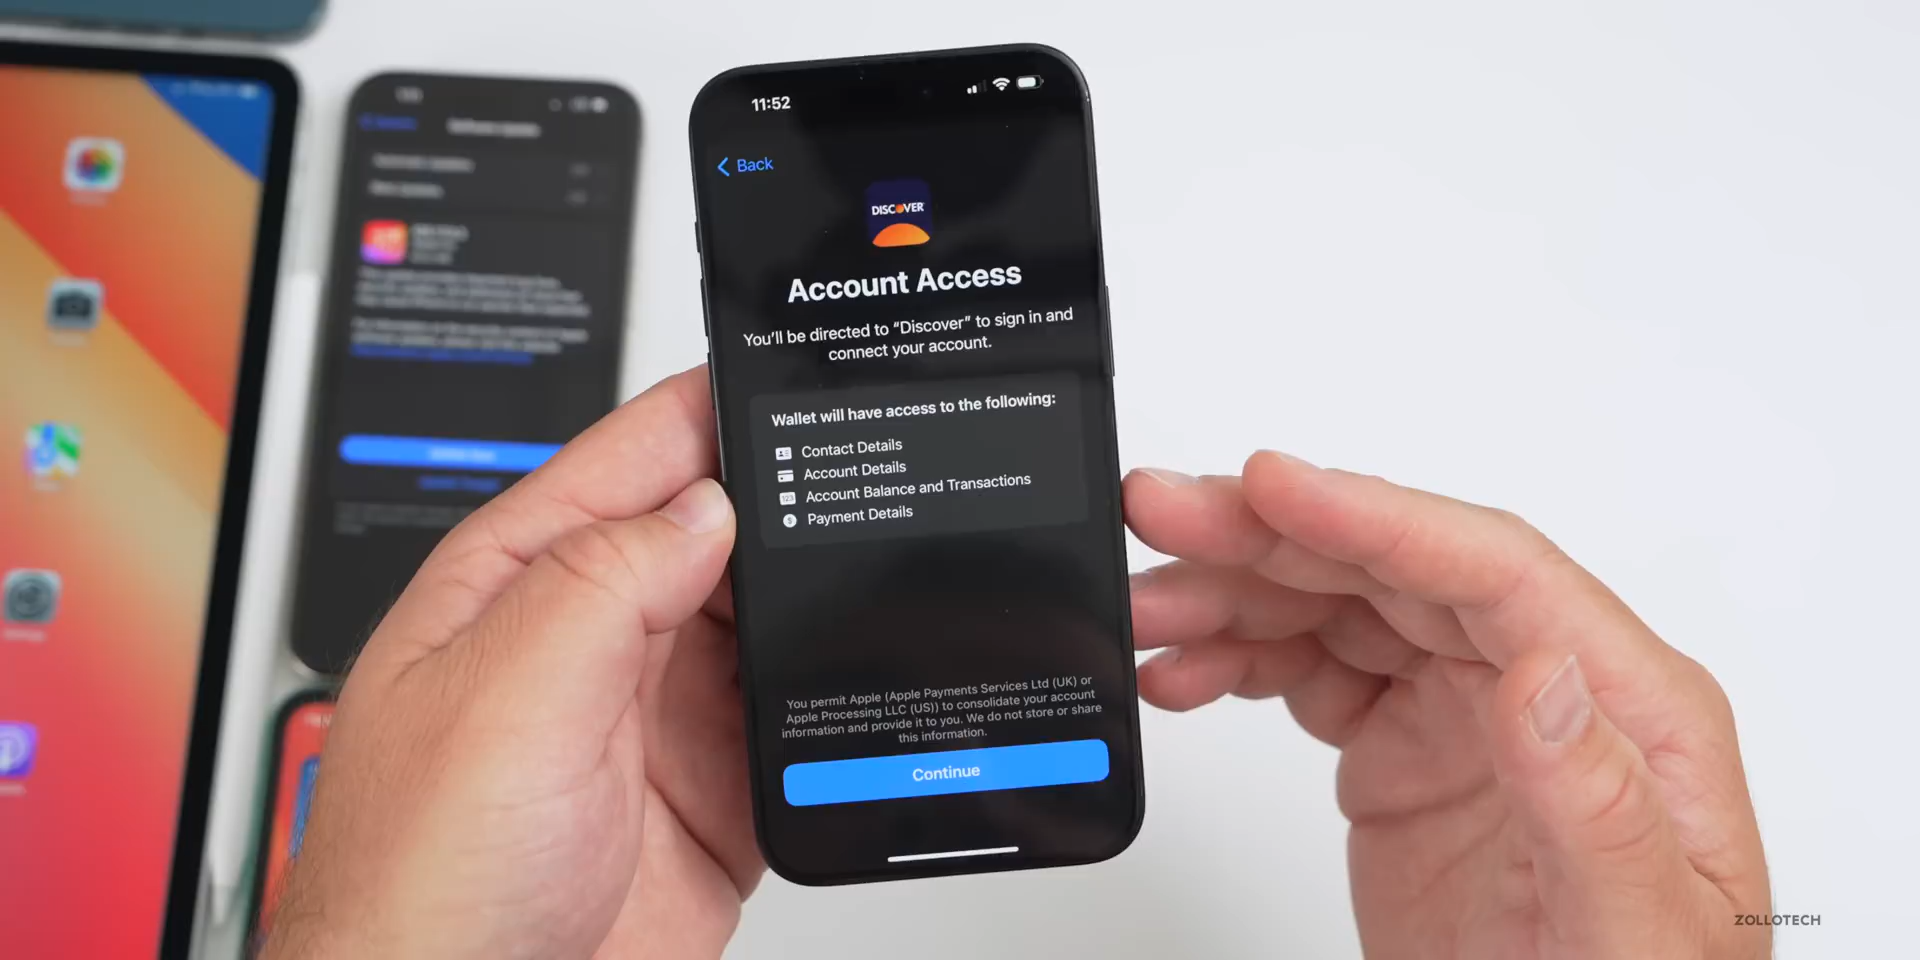 11:52
Back
DISCOVER
Account Access
You'll be directed to "Discover" to sign in and
connect your account.
Wallet will have access to the following:
Contact Details
Account Details
123
Account Balance and Transactions
$
Payment Details
You permit Apple (Apple Payments Services Ltd (UK) or
Apple Processing LLC (US)) to consolidate your account
information and provide it to you. We do not store or share
this information.
Continue
ZOLLOTECH